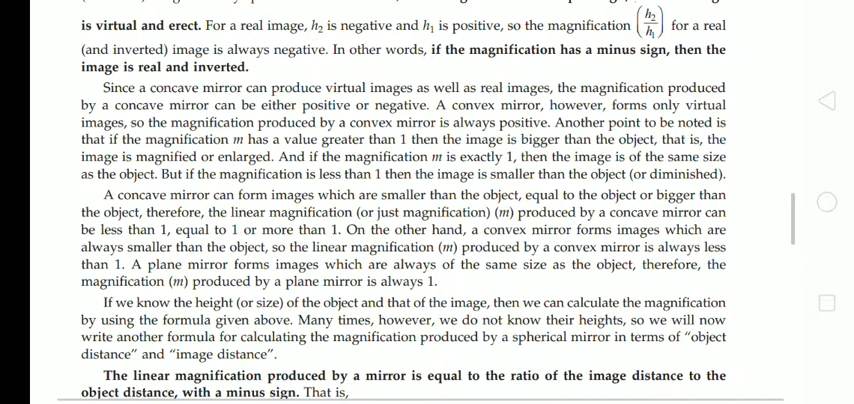 is virtual and erect. For a real image, h₂ is negative and h₁ is positive, so the magnification (h₂/h₁) for a real
(and inverted) image is always negative. In other words, if the magnification has a minus sign, then the
image is real and inverted.
Since a concave mirror can produce virtual images as well as real images, the magnification produced
by a concave mirror can be either positive or negative. A convex mirror, however, forms only virtual
images, so the magnification produced by a convex mirror is always positive. Another point to be noted is
that if the magnification m has a value greater than 1 then the image is bigger than the object, that is, the
image is magnified or enlarged. And if the magnification m is exactly 1, then the image is of the same size
as the object. But if the magnification is less than 1 then the image is smaller than the object (or diminished).
A concave mirror can form images which are smaller than the object, equal to the object or bigger than
the object, therefore, the linear magnification (or just magnification) (m) produced by a concave mirror can
be less than 1, equal to 1 or more than 1. On the other hand, a convex mirror forms images which are
always smaller than the object, so the linear magnification (m) produced by a convex mirror is always less
than 1. A plane mirror forms images which are always of the same size as the object, therefore, the
magnification (m) produced by a plane mirror is always 1.
If we know the height (or size) of the object and that of the image, then we can calculate the magnification
by using the formula given above. Many times, however, we do not know their heights, so we will now
write another formula for calculating the magnification produced by a spherical mirror in terms of “object
distance” and “image distance”.
The linear magnification produced by a mirror is equal to the ratio of the image distance to the
object distance, with a minus sign. That is,